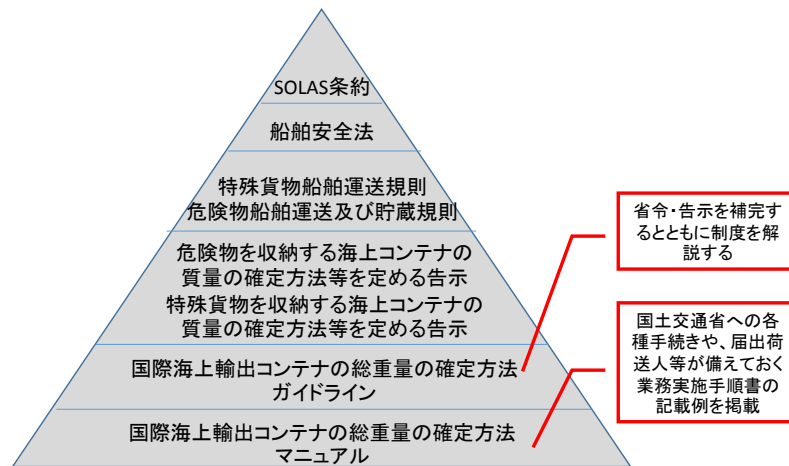 SOLAS条約
船舶安全法
特殊貨物船舶運送規則
危険物船舶運送及び貯蔵規則
危険物を収納する海上コンテナの
質量の確定方法等を定める告示
特殊貨物を収納する海上コンテナの
質量の確定方法等を定める告示
国際海上輸出コンテナの総重量の確定方法
ガイドライン
国際海上輸出コンテナの総重量の確定方法
マニュアル
省令・告示を補完す
るとともに制度を解
説する
国土交通省への各
種手続きや、届出荷
送人等が備えておく
業務実施手順書の
記載例を掲載